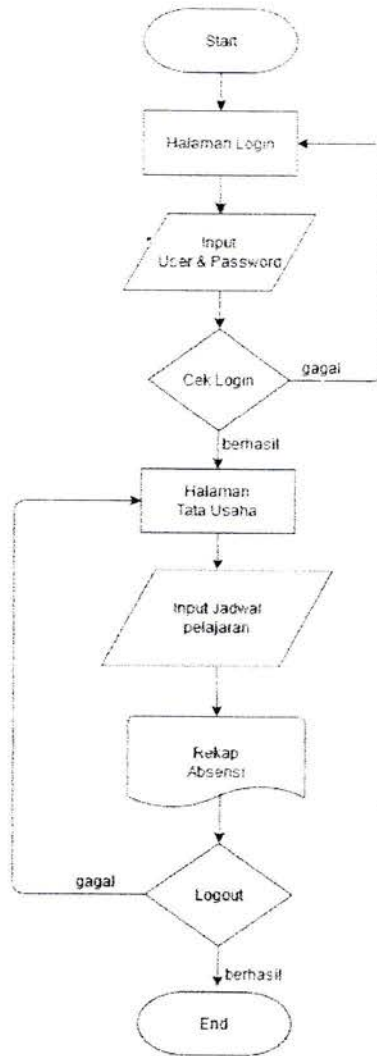 Start
Halaman Login
Input
User & Password
Cek Login
gagal
berhasil
Halaman
Tata Usaha
Input Jadwal
pelajaran
Rekap
Absensi
gagal
Logout
berhasil
End